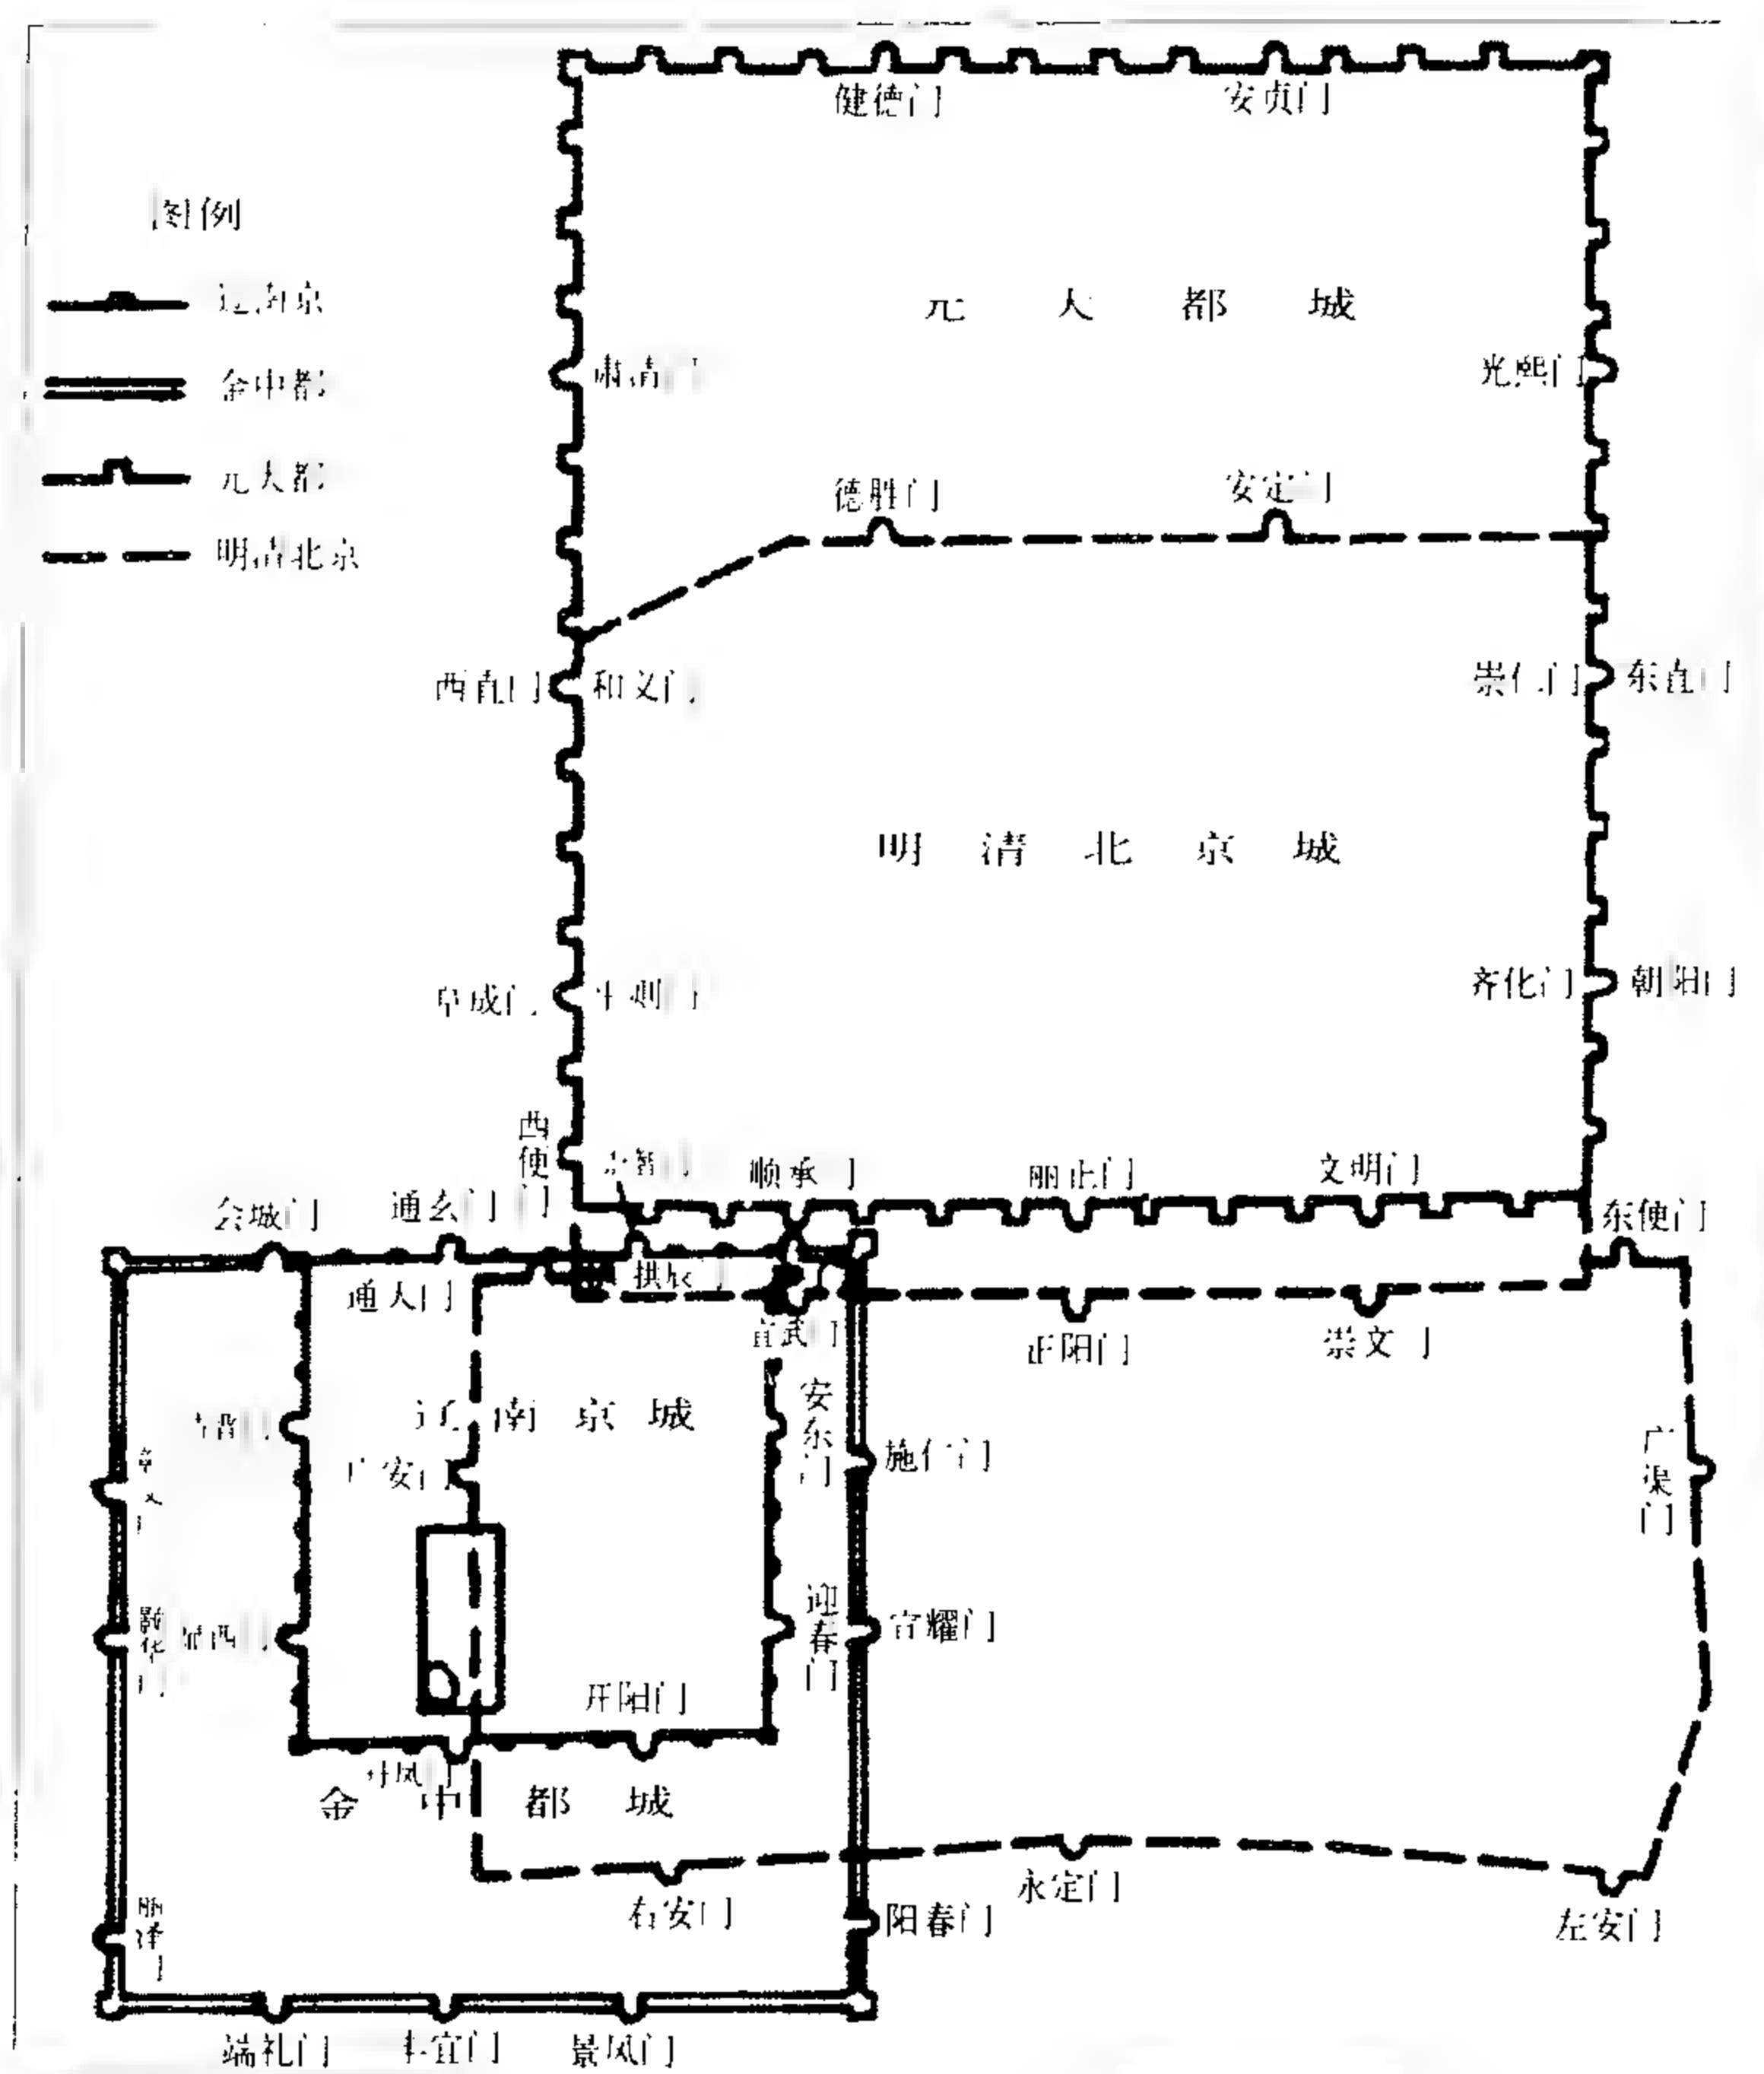 健德门
安贞门
图例
辽南京
金中都
元大都
明清北京
元大都城
肃清门
光熙门
德胜门
安定门
西直门
和义门
崇仁门
东直门
明清北京城
阜成门
齐化门
朝阳门
西便门
顺承门
丽正门
文明门
会城门
通玄门
东便门
通天门
拱辰门
宣武门
正阳门
崇文门
辽南京城
安东门
施仁门
广安门
广渠门
迎春门
宣耀门
开阳门
丹凤门
金中都城
右安门
永定门
左安门
丽泽门
阳春门
端礼门
丰宜门
景风门